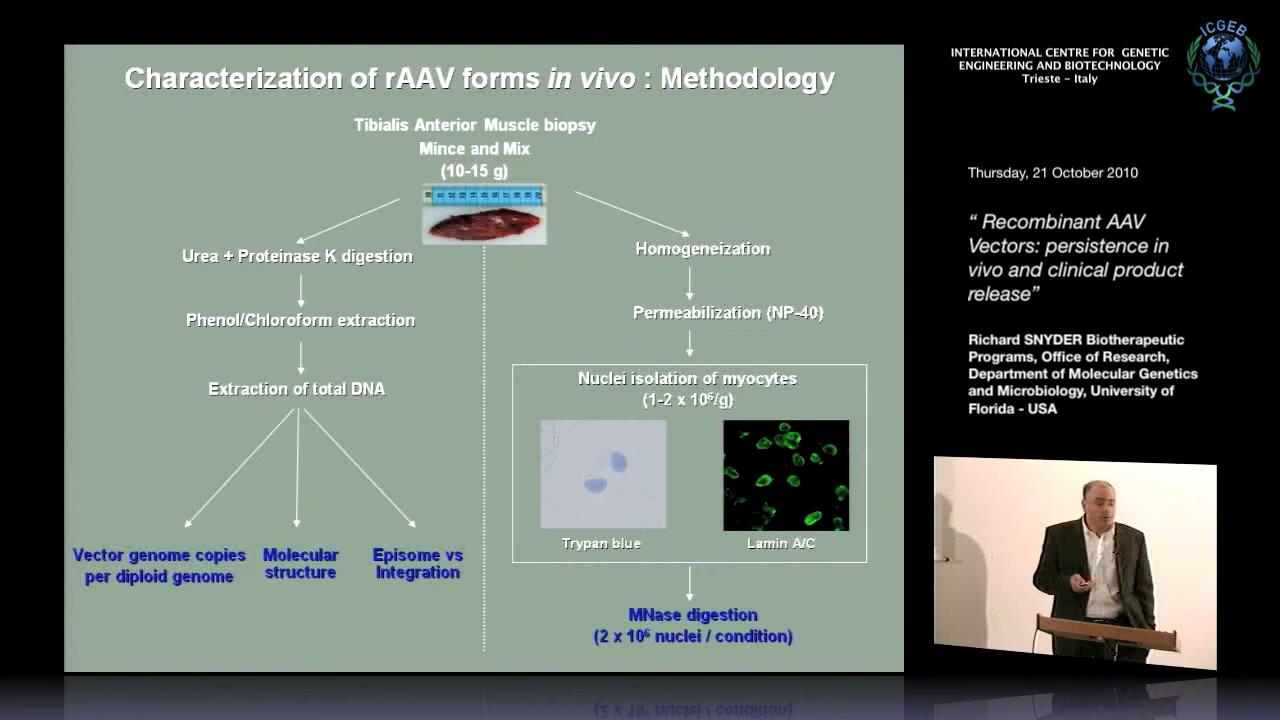 Characterization of rAAV forms in vivo : Methodology
Tibialis Anterior Muscle biopsy
Mince and Mix
(10-15 g)
Urea + Proteinase K digestion
Phenol/Chloroform extraction
Extraction of total DNA
Vector genome copies
per diploid genome
Molecular
structure
Episome vs
Integration
Homogeneization
Permeabilization (NP-40)
Nuclei isolation of myocytes
(1-2 x 10⁶/g)
Trypan blue
Lamin A/C
MNase digestion
(2 x 10⁶ nuclei / condition)
INTERNATIONAL CENTRE FOR GENETIC
ENGINEERING AND BIOTECHNOLOGY
Trieste - Italy
ICGEB
Thursday, 21 October 2010
“ Recombinant AAV
Vectors: persistence in
vivo and clinical product
release”
Richard SNYDER Biotherapeutic
Programs, Office of Research,
Department of Molecular Genetics
and Microbiology, University of
Florida - USA